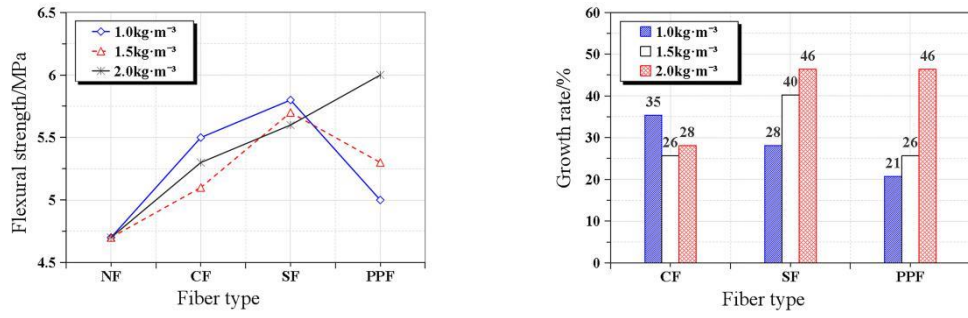 6.5
6
5.5
5
4.5
Flexural strength/MPa
1.0kg·m⁻³
1.5kg·m⁻³
2.0kg·m⁻³
NF CF SF PPF
Fiber type
60
50
40
30
20
10
0
Growth rate/%
1.0kg·m⁻³
1.5kg·m⁻³
2.0kg·m⁻³
35 26 28
28 40 46
21 26 46
CF SF PPF
Fiber type